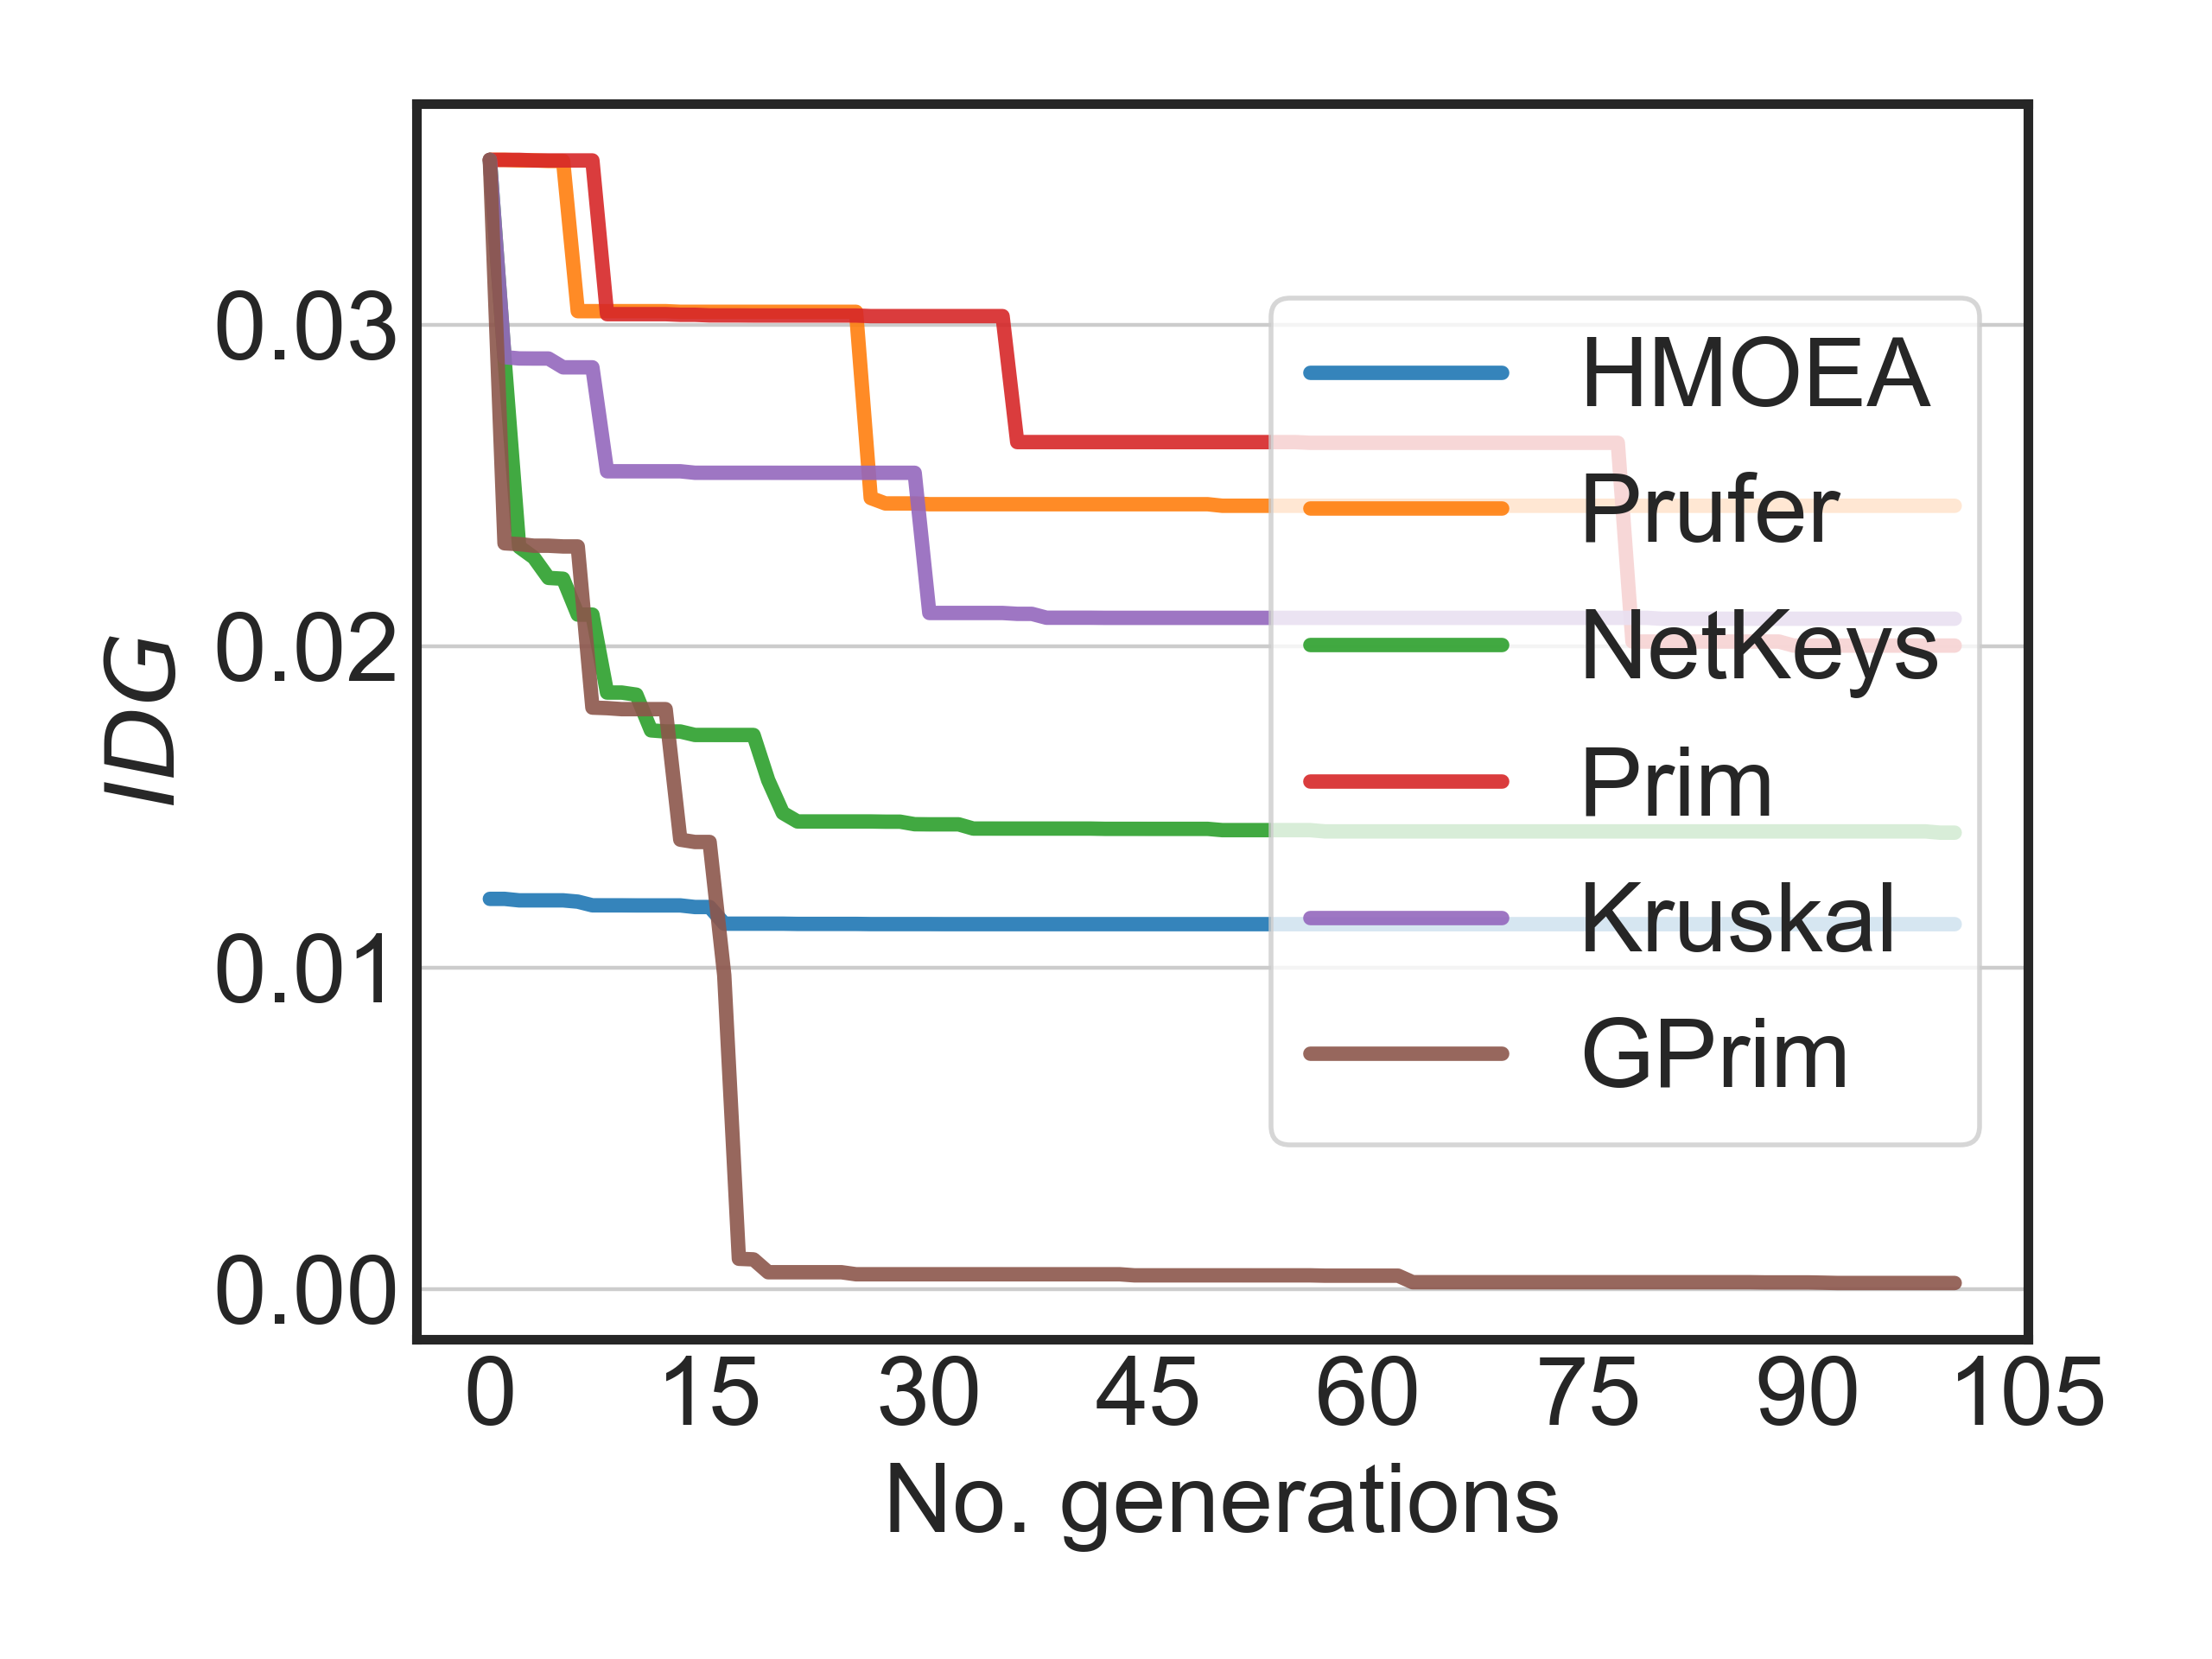 IDG
0.03
0.02
0.01
0.00
0 15 30 45 60 75 90 105
No. generations
HMOEA
Prufer
NetKeys
Prim
Kruskal
GPrim